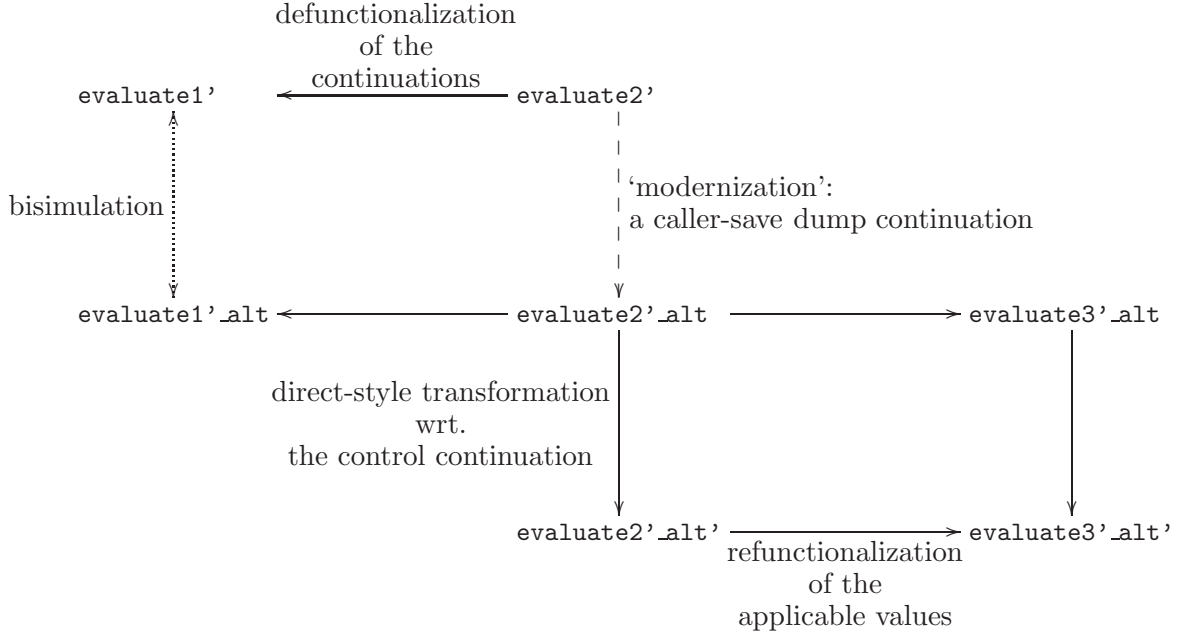 defunctionalization
of the
continuations
evaluate1' evaluate2'
‘modernization’:
bisimulation
a caller-save dump continuation
evaluate1'_alt evaluate2'_alt evaluate3'_alt
direct-style transformation
wrt.
the control continuation
evaluate2'_alt' evaluate3'_alt'
refunctionalization
of the
applicable values